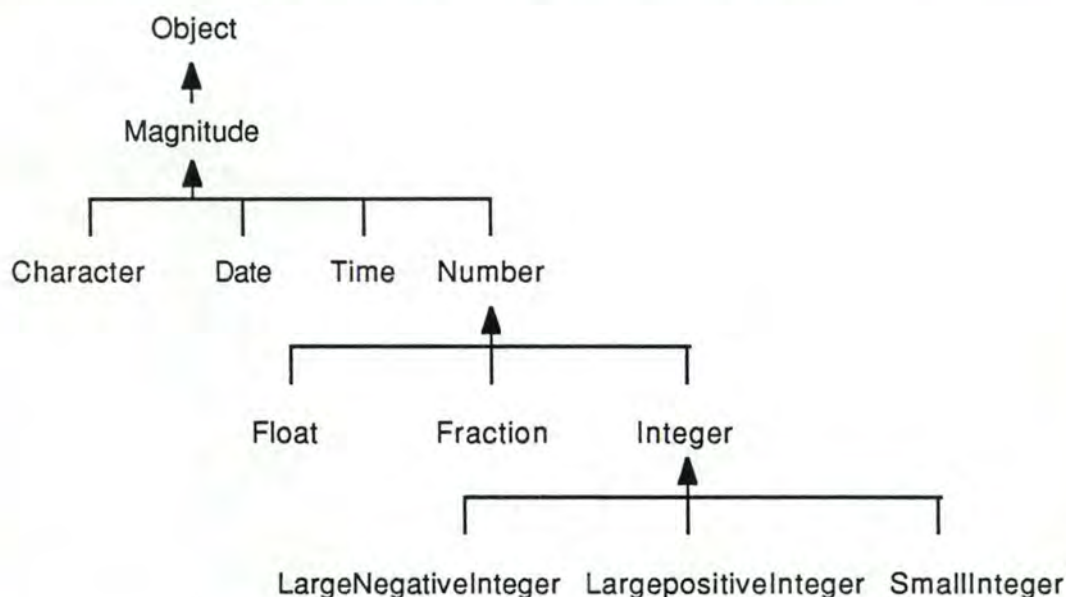 Object
Magnitude
Character Date Time Number
Float Fraction Integer
LargeNegativeInteger LargepositiveInteger SmallInteger